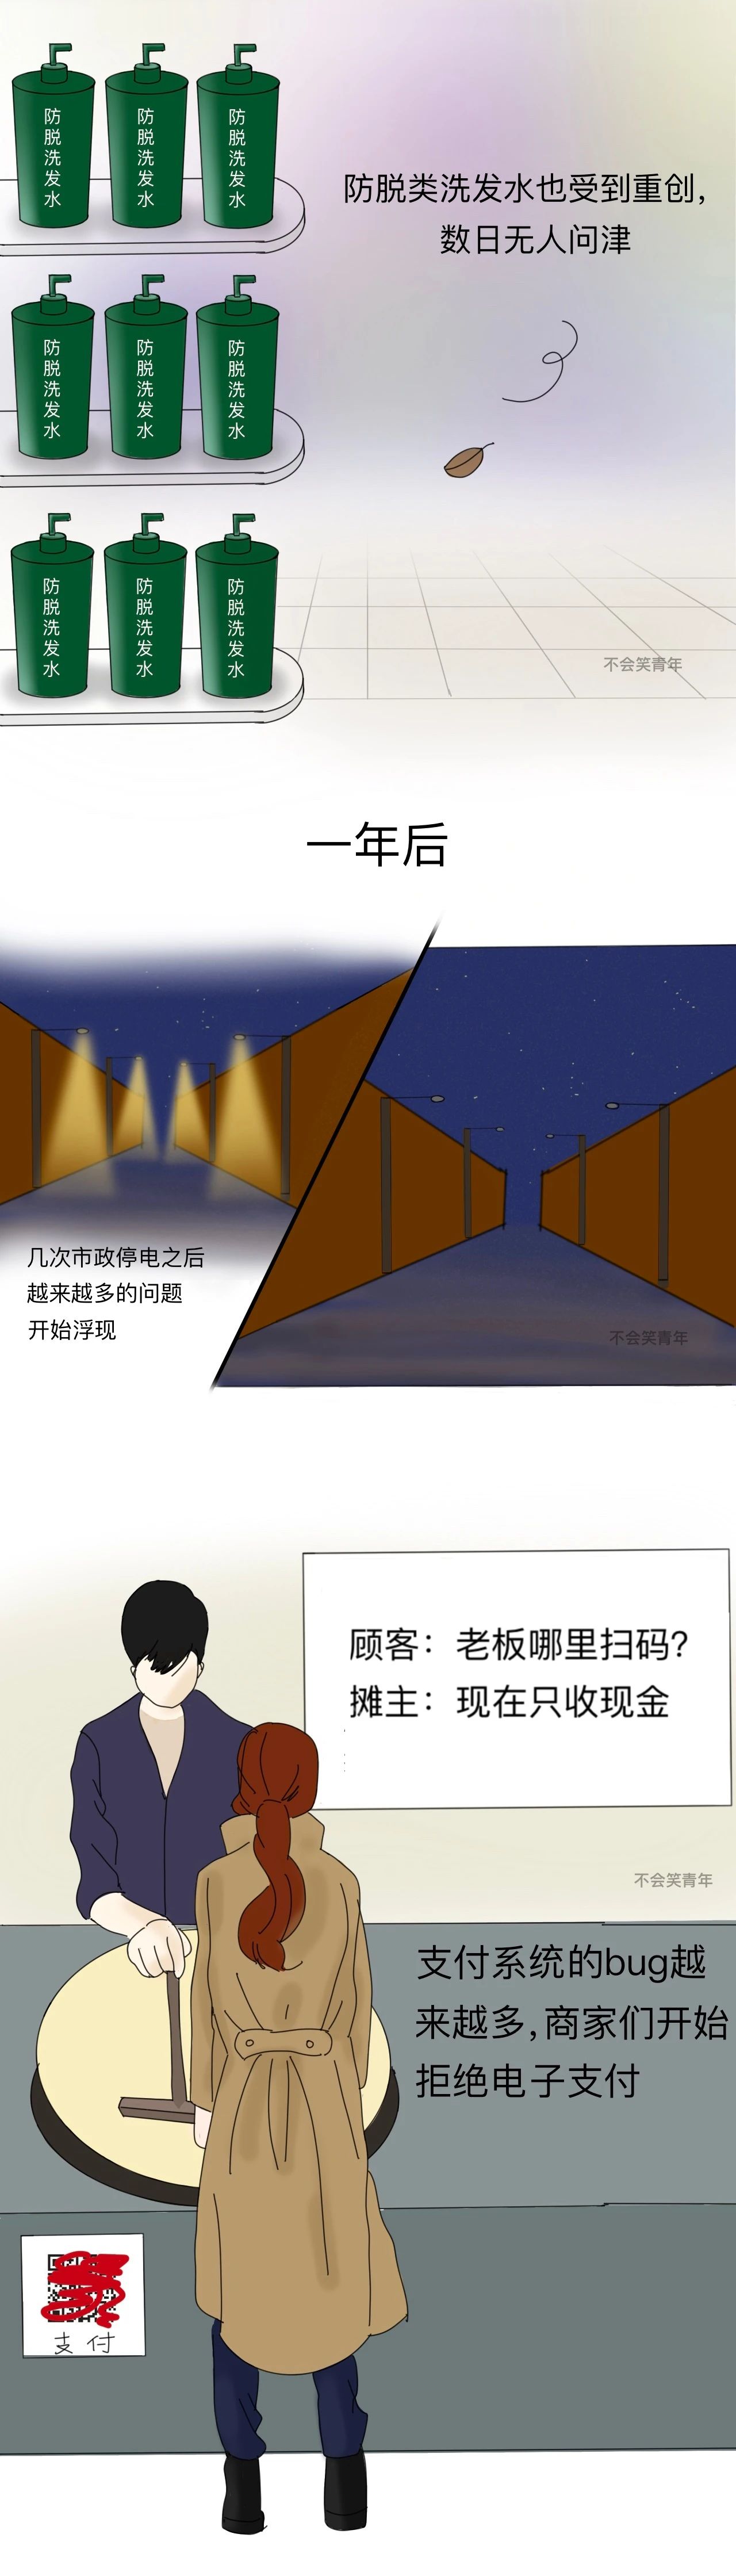 防脱洗发水
防脱洗发水
防脱洗发水
防脱类洗发水也受到重创，
数日无人问津
防脱洗发水
防脱洗发水
防脱洗发水
防脱洗发水
防脱洗发水
防脱洗发水
不会笑青年
一年后
几次市政停电之后
越来越多的问题
开始浮现
不会笑青年
顾客：老板哪里扫码？
摊主：现在只收现金
不会笑青年
支付系统的bug越
来越多，商家们开始
拒绝电子支付
支付